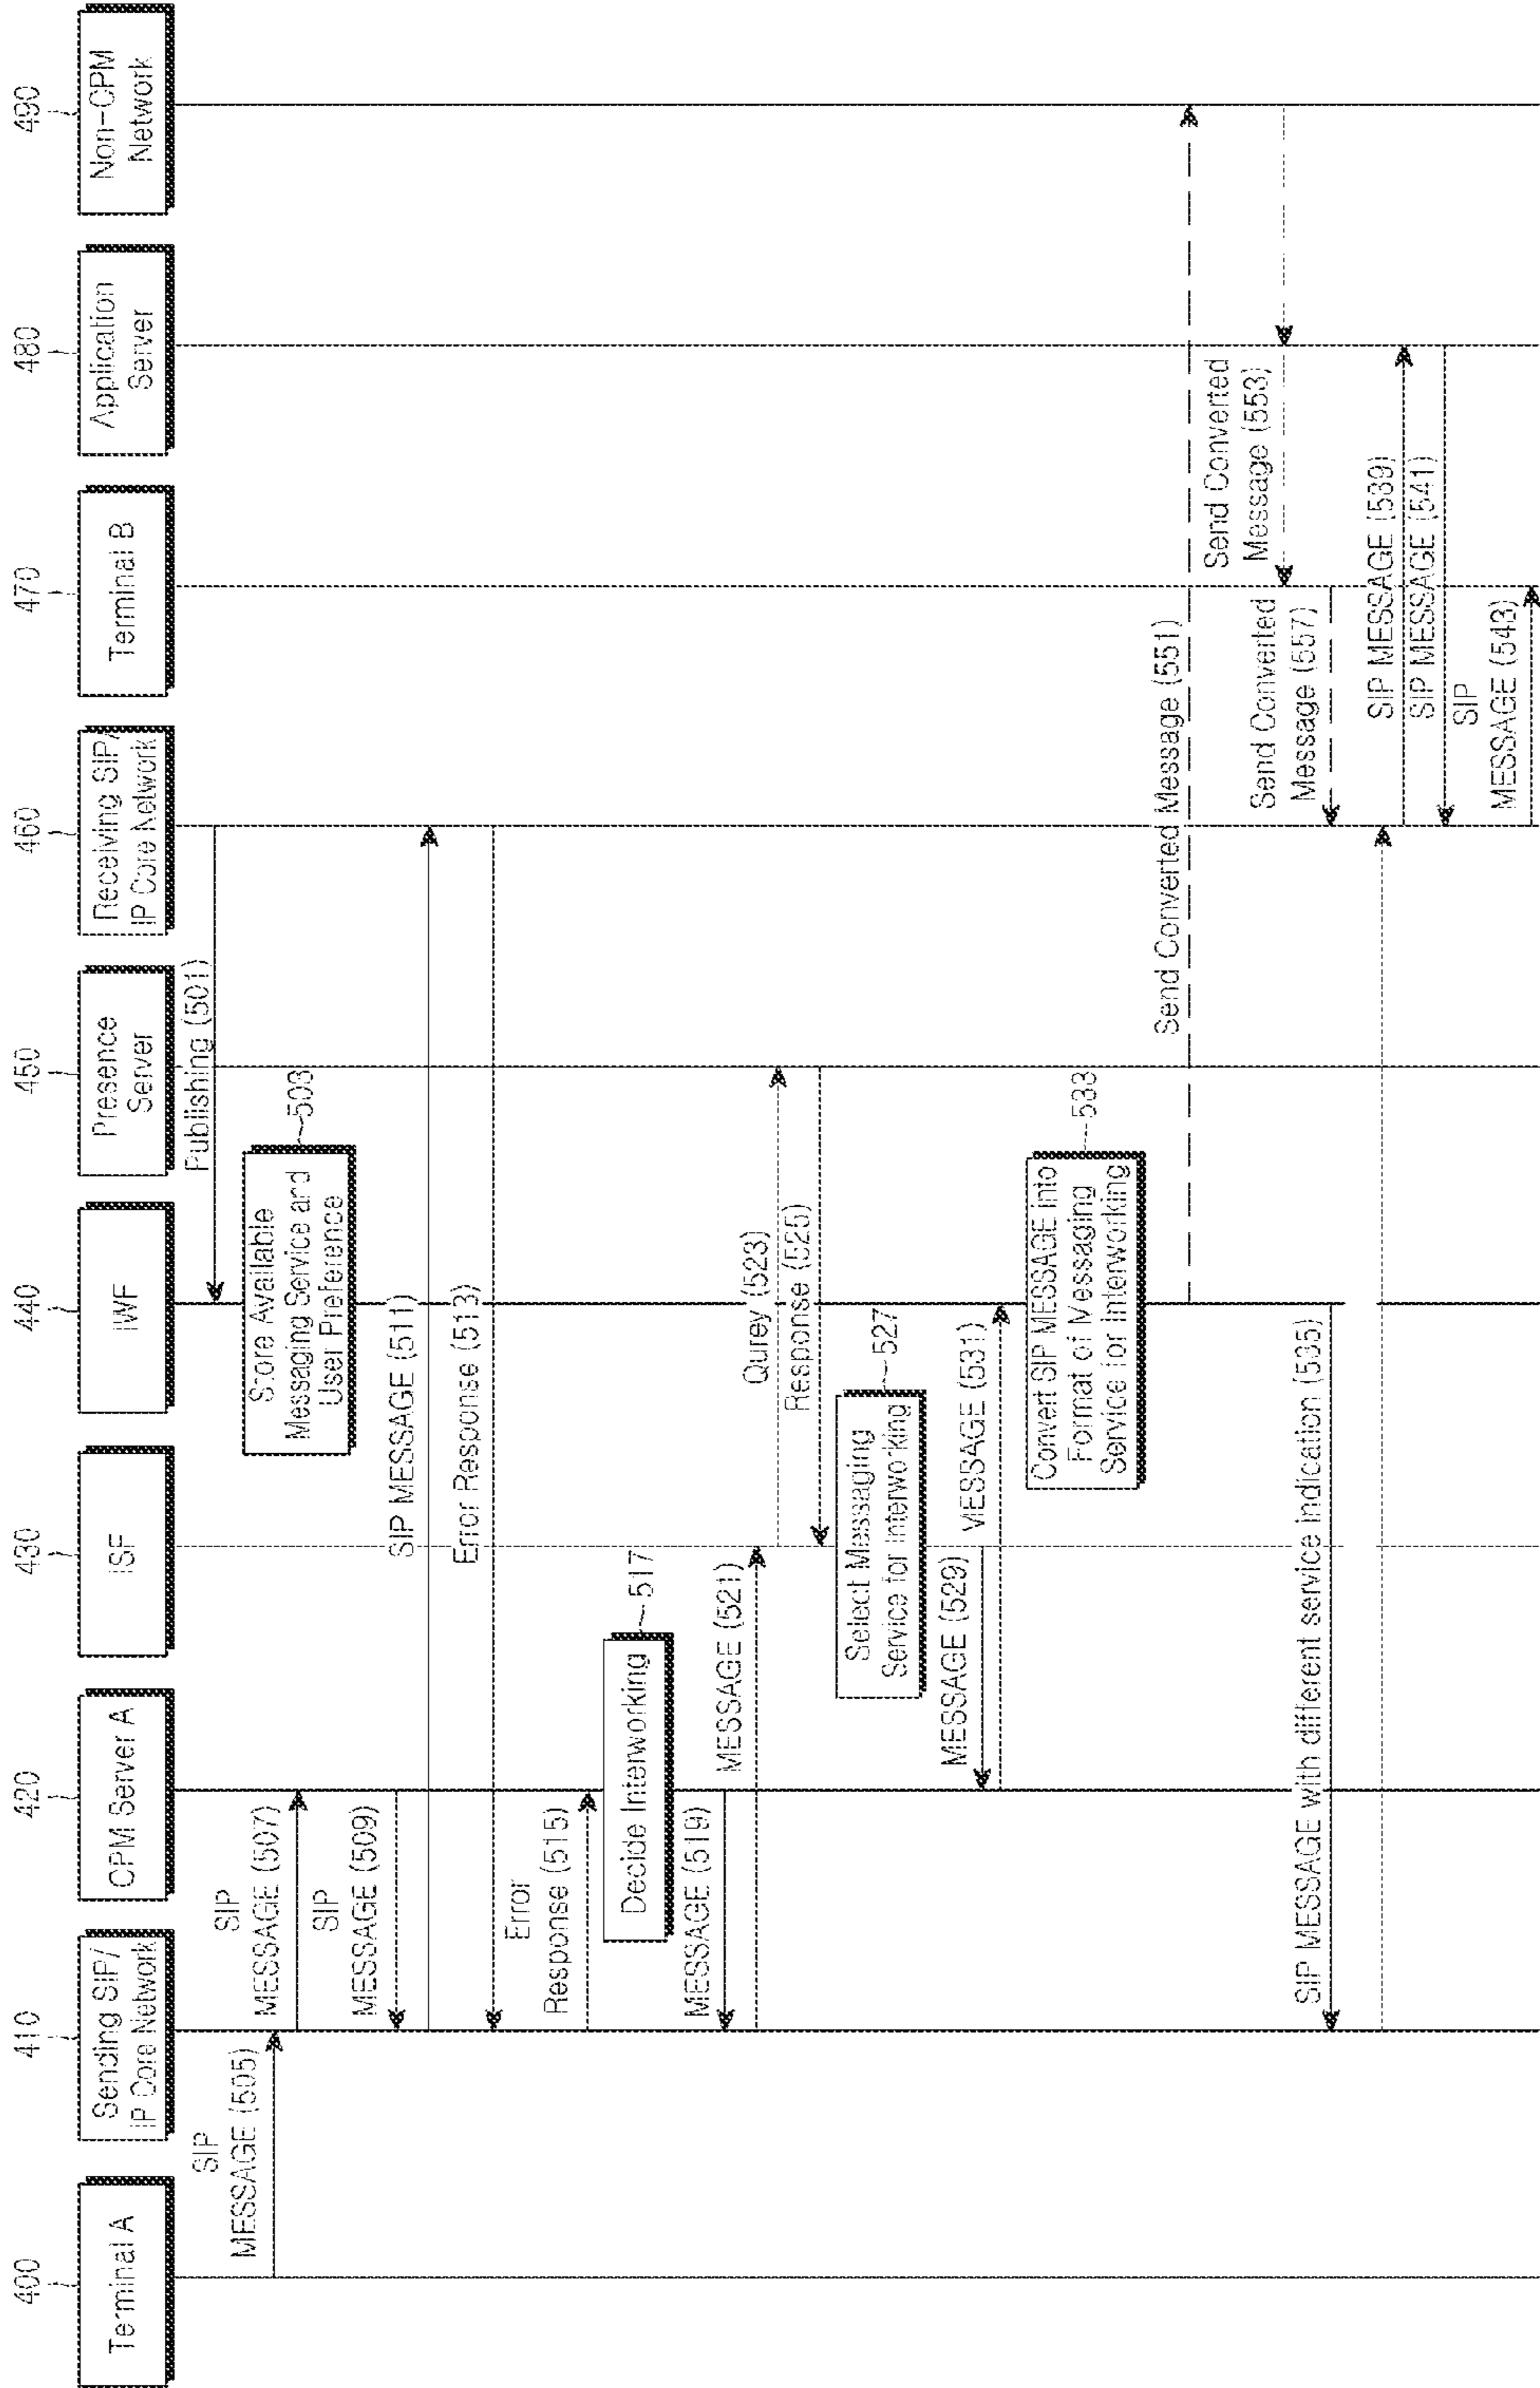 400
Terminal A
410
Sending SIP/
IP Core Network
420
CPM Server A
430
ISF
440
IWF
450
Presence
Server
460
Receiving SIP/
IP Core Network
470
Terminal B
480
Application
Server
490
Non-CPM
Network
Publishing (501)
Store Available
Messaging Service and
User Preference
503
SIP
MESSAGE (505)
SIP
MESSAGE (507)
SIP
MESSAGE (509)
SIP MESSAGE (511)
Error Response (513)
Error
Response (515)
Decide Interworking
517
MESSAGE (519)
MESSAGE (521)
Qurey (523)
Response (525)
Select Messaging
Service for Interworking
527
MESSAGE (529)
MESSAGE (531)
Convert SIP MESSAGE into
Format of Messaging
Service for Interworking
533
Send Converted Message (551)
Send Converted
Message (553)
Send Converted
Message (557)
SIP MESSAGE with different service indication (535)
SIP MESSAGE (539)
SIP MESSAGE (541)
SIP
MESSAGE (543)